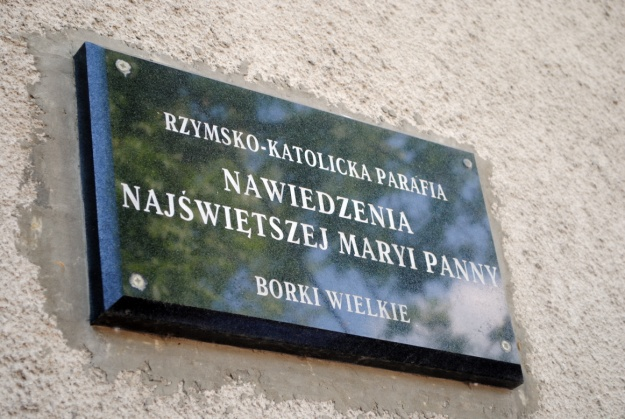 RZYMSKO-KATOLICKA PARAFIA
NAWIEDZENIA
NAJŚWIĘTSZEJ MARYI PANNY
BORKI WIELKIE